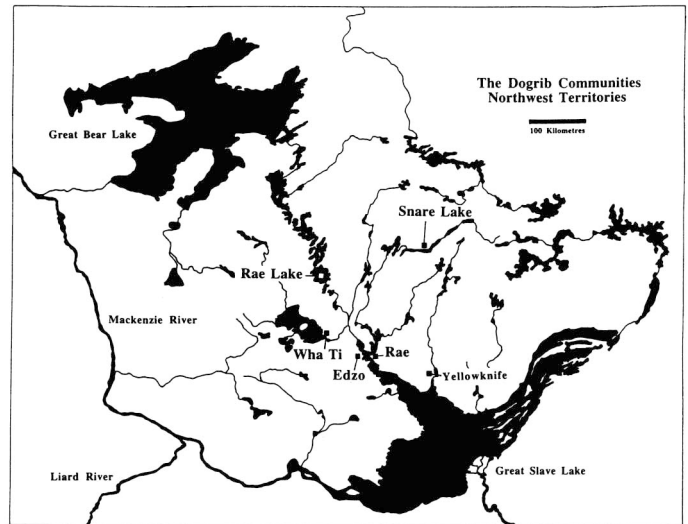 The Dogrib Communities
Northwest Territories
100 Kilometres
Great Bear Lake
Snare Lake
Rae Lake
Mackenzie River
Wha Ti
Rae
Edzo
Yellowknife
Liard River
Great Slave Lake